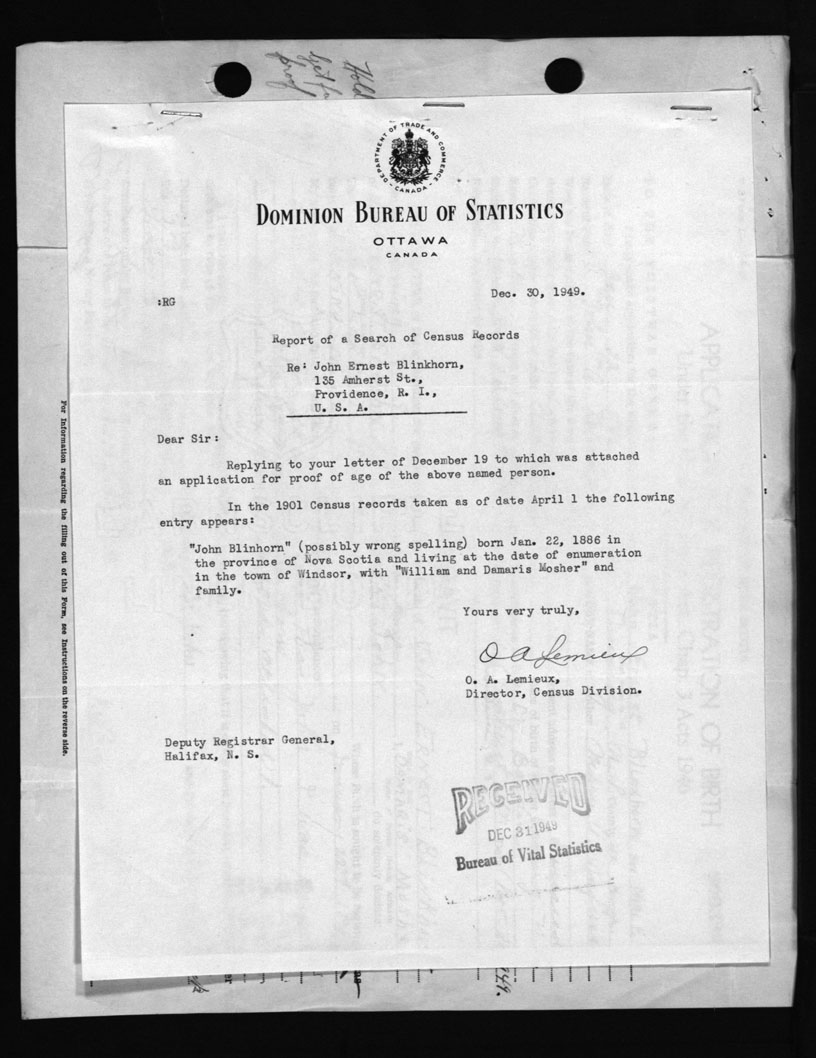 Hold
DEPARTMENT OF TRADE AND COMMERCE
- CANADA -
DOMINION BUREAU OF STATISTICS
OTTAWA
CANADA
:RG
Dec. 30, 1949.
Report of a Search of Census Records
Re: John Ernest Blinkhorn,
135 Amherst St.,
Providence, R. I.,
U. S. A.
Dear Sir:
Replying to your letter of December 19 to which was attached
an application for proof of age of the above named person.
In the 1901 Census records taken as of date April 1 the following
entry appears:
"John Blinhorn" (possibly wrong spelling) born Jan. 22, 1886 in
the province of Nova Scotia and living at the date of enumeration
in the town of Windsor, with "William and Damaris Mosher" and
family.
Yours very truly,
O A Lemieux
O. A. Lemieux,
Director, Census Division.
Deputy Registrar General,
Halifax, N. S.
RECEIVED
DEC 31 1949
Bureau of Vital Statistics
For Information regarding the filling out of this Form, see Instructions on the reverse side.